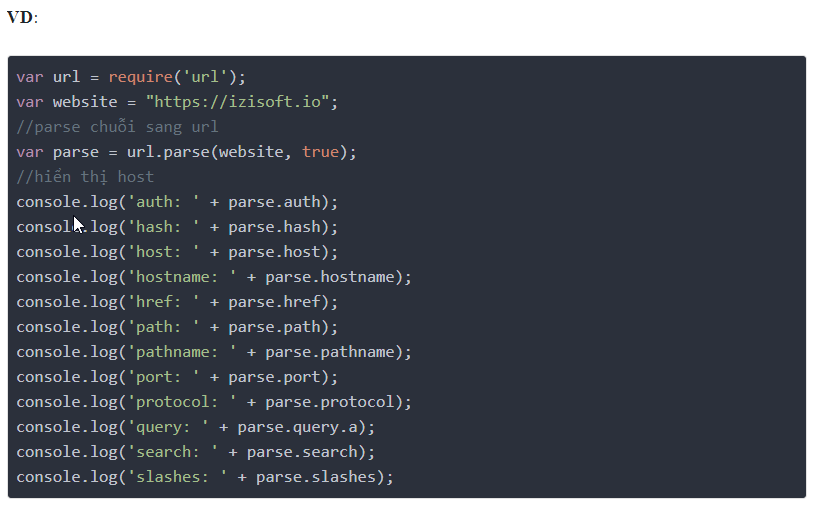 VD:
var url = require('url');
var website = "https://izisoft.io";
//parse chuỗi sang url
var parse = url.parse(website, true);
//hiển thị host
console.log('auth: ' + parse.auth);
console.log('hash: ' + parse.hash);
console.log('host: ' + parse.host);
console.log('hostname: ' + parse.hostname);
console.log('href: ' + parse.href);
console.log('path: ' + parse.path);
console.log('pathname: ' + parse.pathname);
console.log('port: ' + parse.port);
console.log('protocol: ' + parse.protocol);
console.log('query: ' + parse.query.a);
console.log('search: ' + parse.search);
console.log('slashes: ' + parse.slashes);